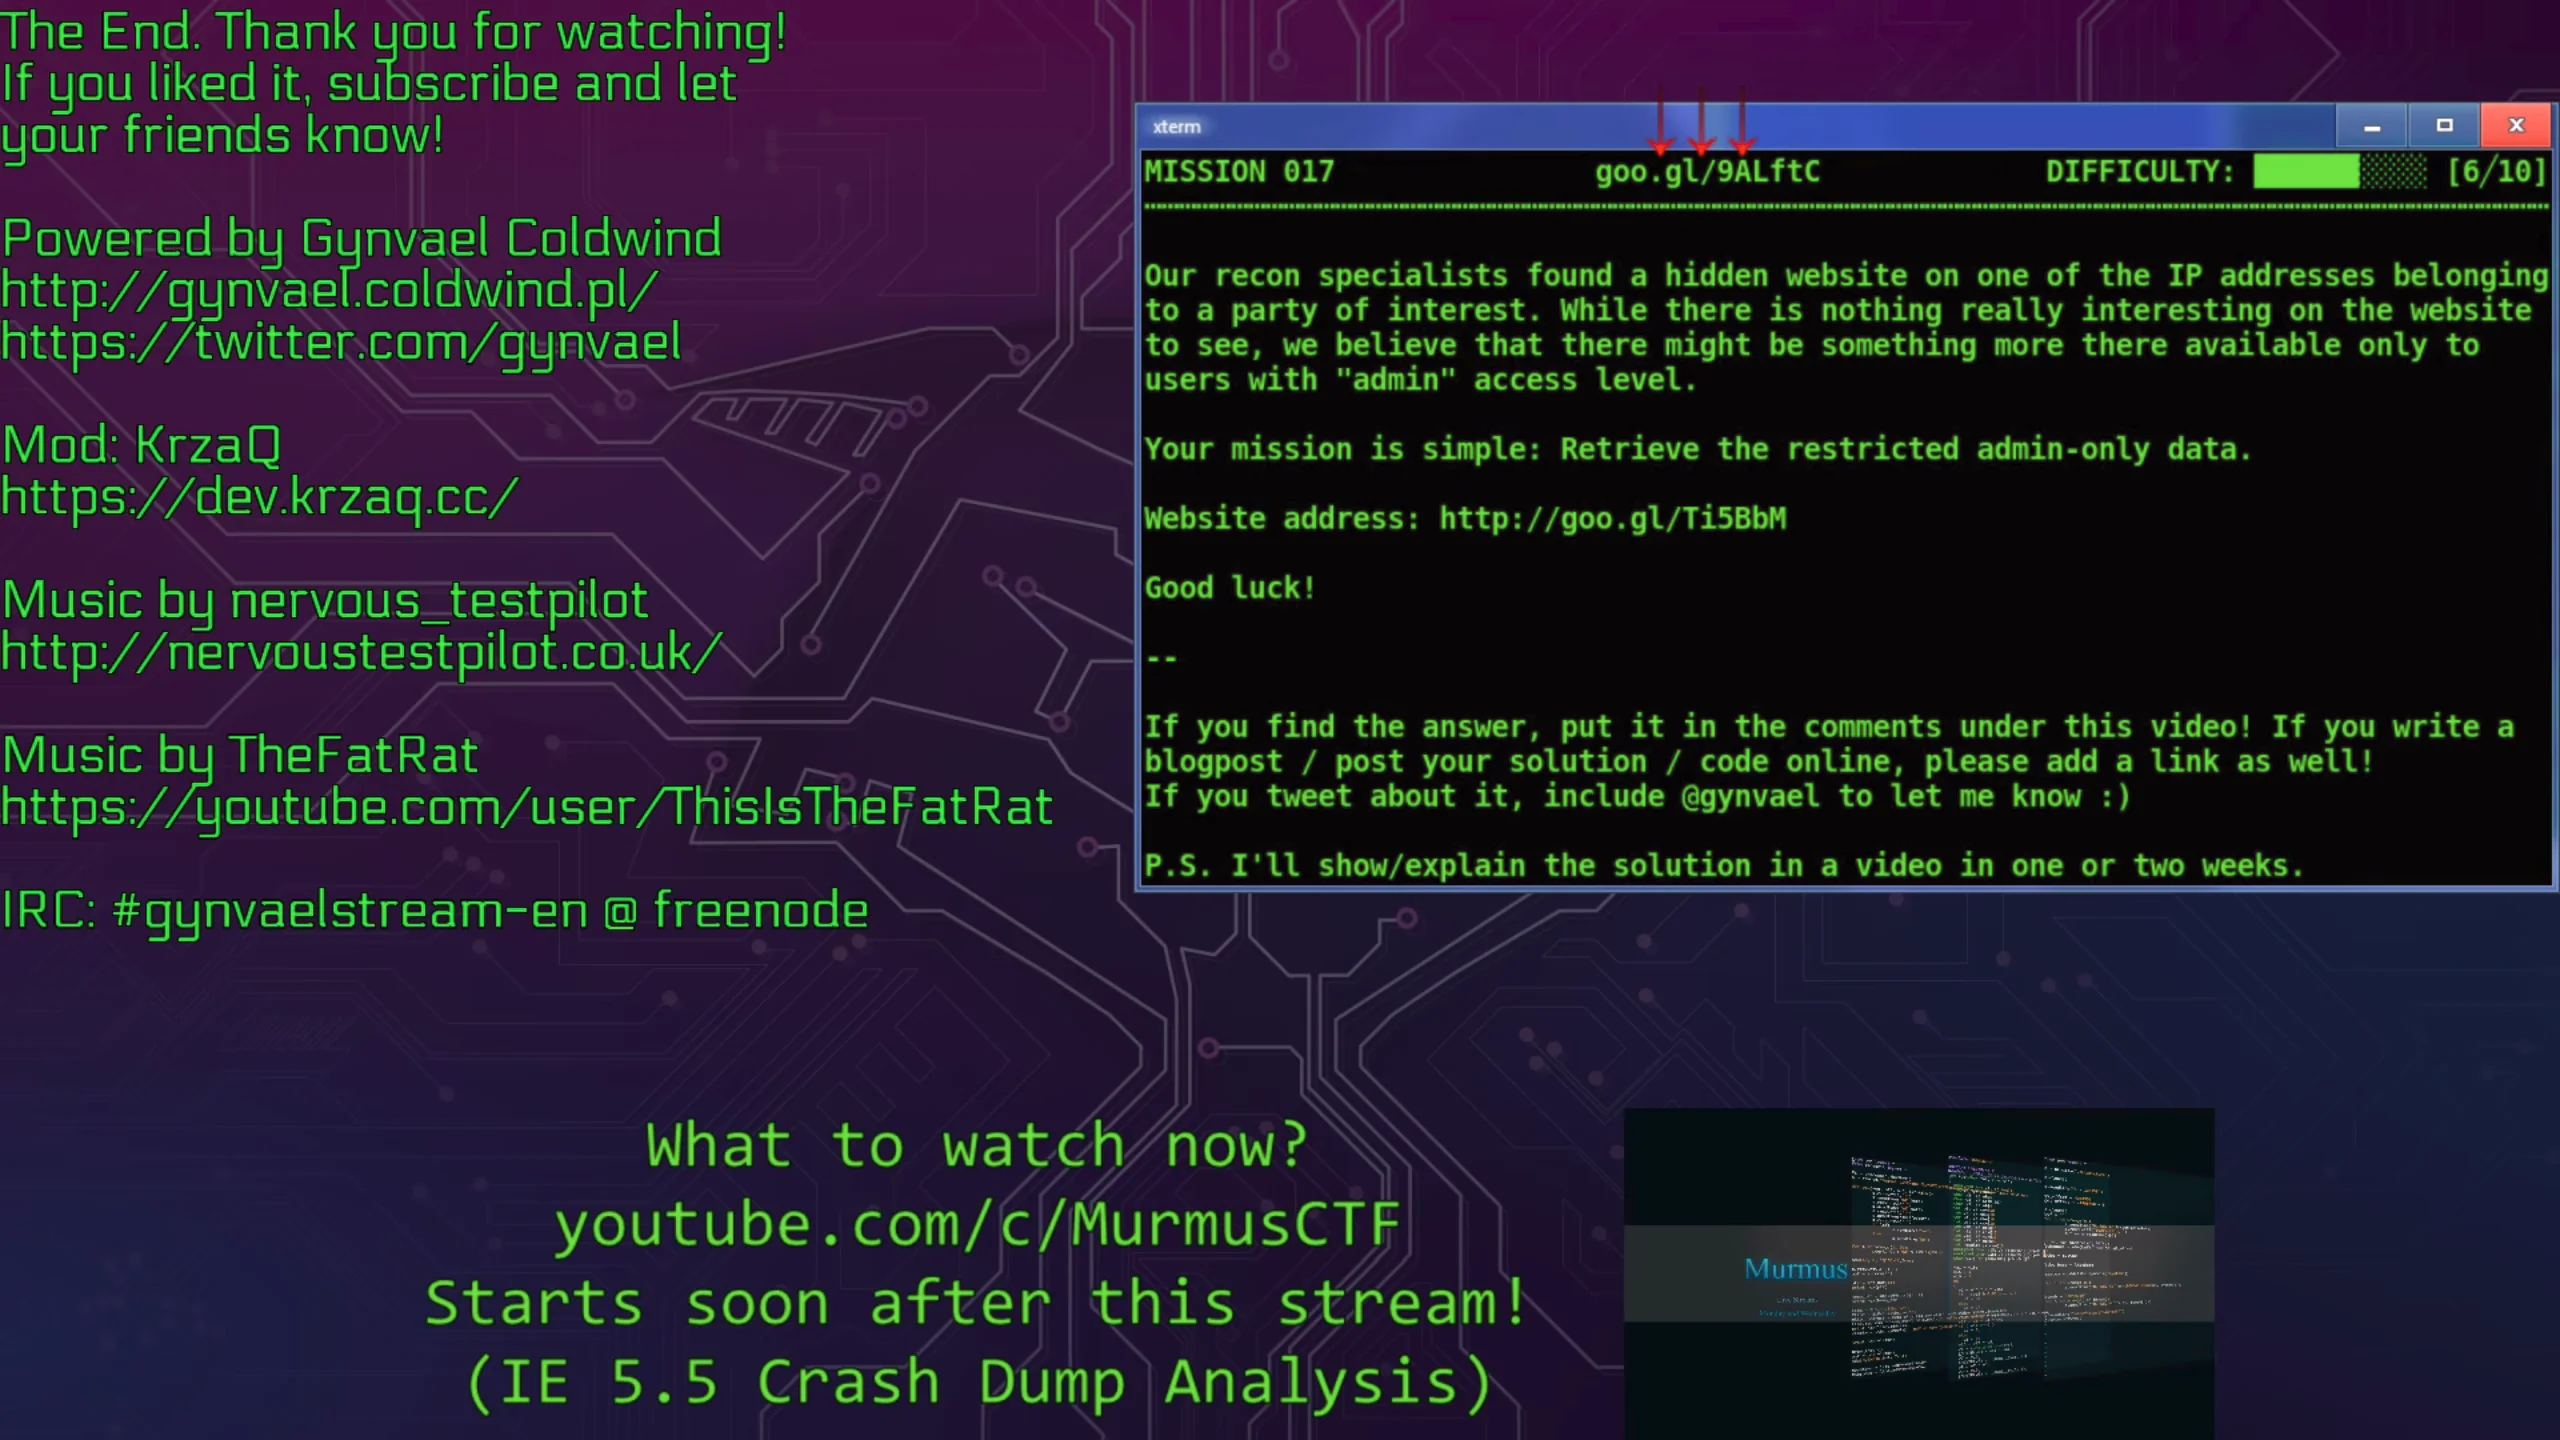 The End. Thank you for watching!
If you liked it, subscribe and let
your friends know!
Powered by Gynvael Coldwind
http://gynvael.coldwind.pl/
https://twitter.com/gynvael
Mod: KrzaQ
https://dev.krzaq.cc/
Music by nervous_testpilot
http://nervoustestpilot.co.uk/
Music by TheFatRat
https://youtube.com/user/ThisIsTheFatRat
IRC: #gynvaelstream-en @ freenode
xterm
MISSION 017 goo.gl/9ALftC DIFFICULTY: [6/10]
Our recon specialists found a hidden website on one of the IP addresses belonging
to a party of interest. While there is nothing really interesting on the website
to see, we believe that there might be something more there available only to
users with "admin" access level.
Your mission is simple: Retrieve the restricted admin-only data.
Website address: http://goo.gl/Ti5BbM
Good luck!
--
If you find the answer, put it in the comments under this video! If you write a
blogpost / post your solution / code online, please add a link as well!
If you tweet about it, include @gynvael to let me know :)
P.S. I'll show/explain the solution in a video in one or two weeks.
What to watch now?
youtube.com/c/MurmusCTF
Starts soon after this stream!
(IE 5.5 Crash Dump Analysis)
Murmus